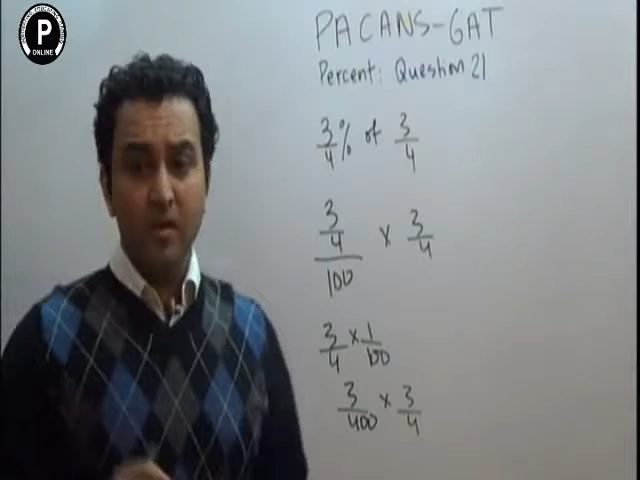 P
ONLINE
PACANS-GAT
Percent: Question 21
3/4% of 3/4
3/4/100 x 3/4
3/4 x 1/100
3/400 x 3/4